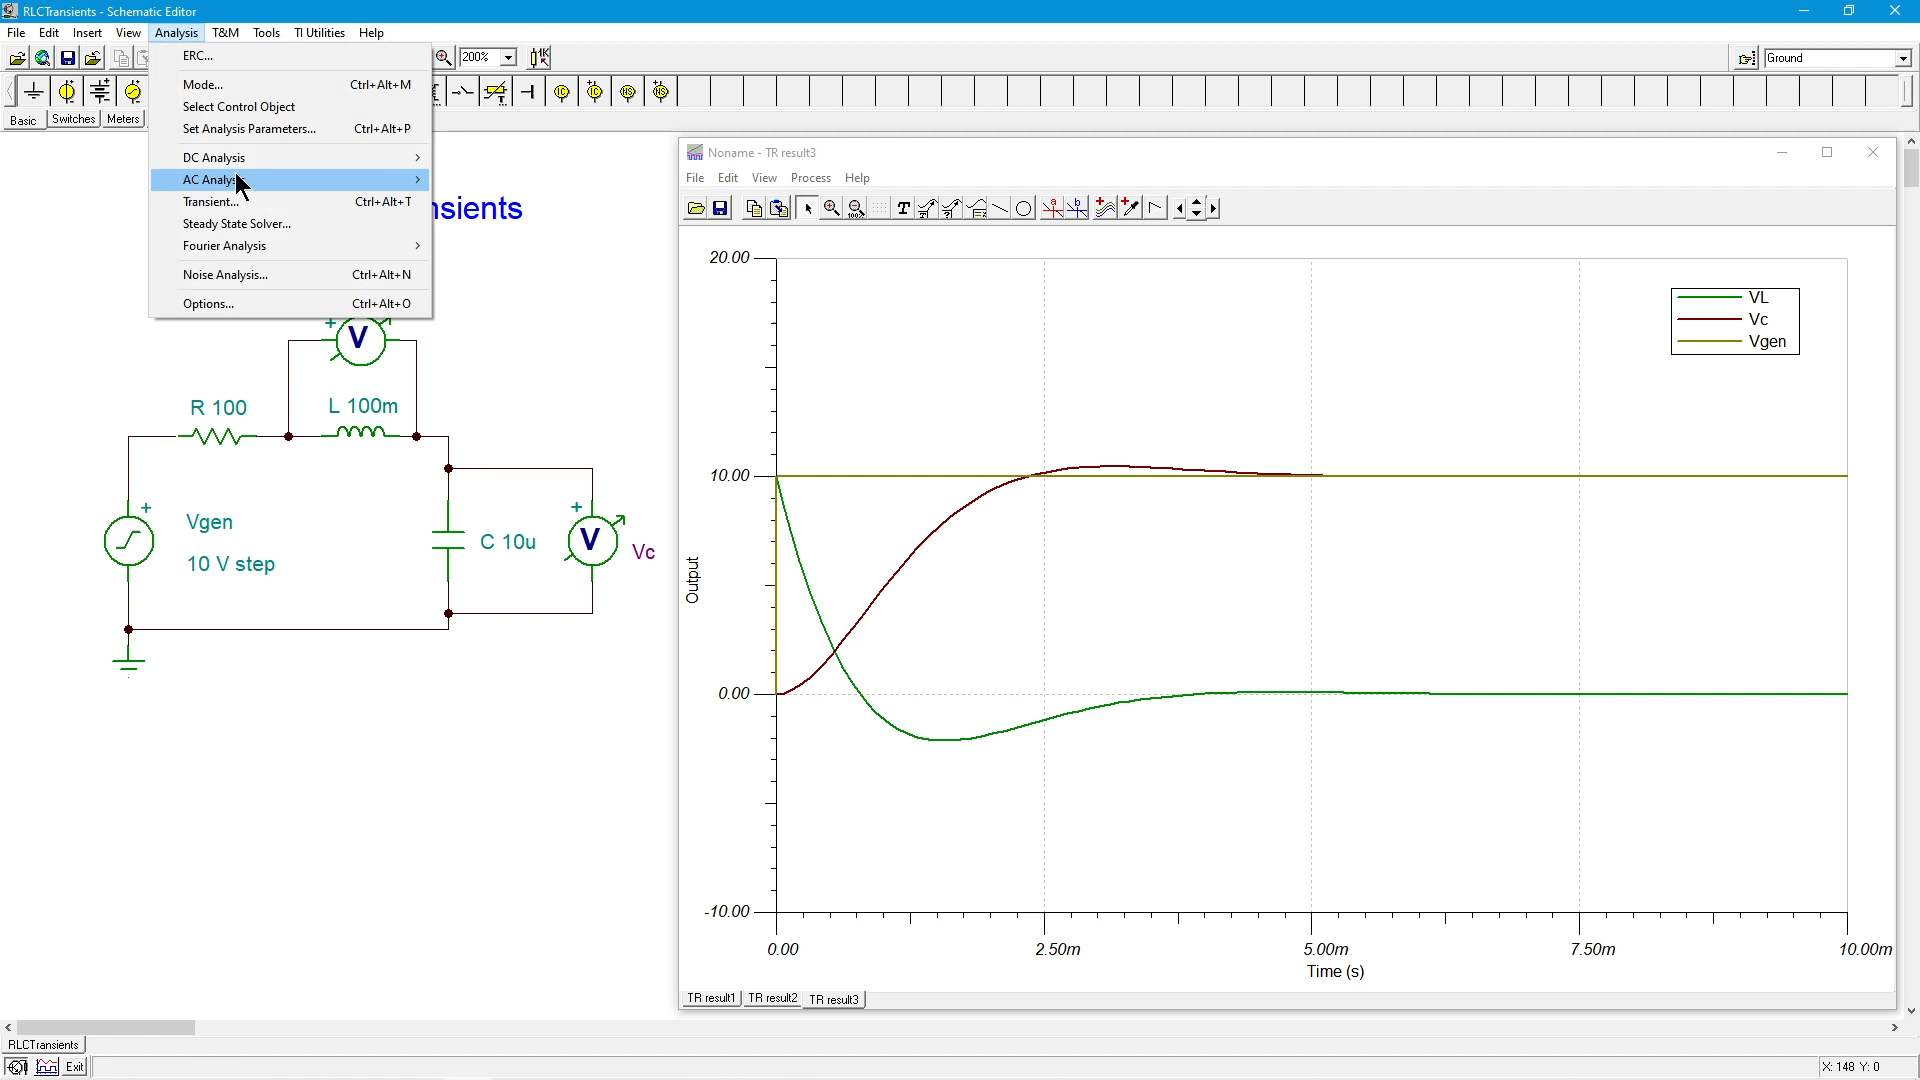 RLCTransients - Schematic Editor
File Edit Insert View Analysis T&M Tools TI Utilities Help
200%
Ground
Basic Switches Meters
ERC...
Mode... Ctrl+Alt+M
Select Control Object
Set Analysis Parameters... Ctrl+Alt+P
DC Analysis
AC Analys
Transient... Ctrl+Alt+T
Steady State Solver...
Fourier Analysis
Noise Analysis... Ctrl+Alt+N
Options... Ctrl+Alt+O
nsients
V
R 100
L 100m
Vgen
10 V step
C 10u
V
Vc
Noname - TR result3
File Edit View Process Help
20.00
10.00
0.00
-10.00
Output
VL
Vc
Vgen
0.00 2.50m 5.00m 7.50m 10.00m
Time (s)
TR result1 TR result2 TR result3
RLCTransients
Exit
X: 148 Y: 0